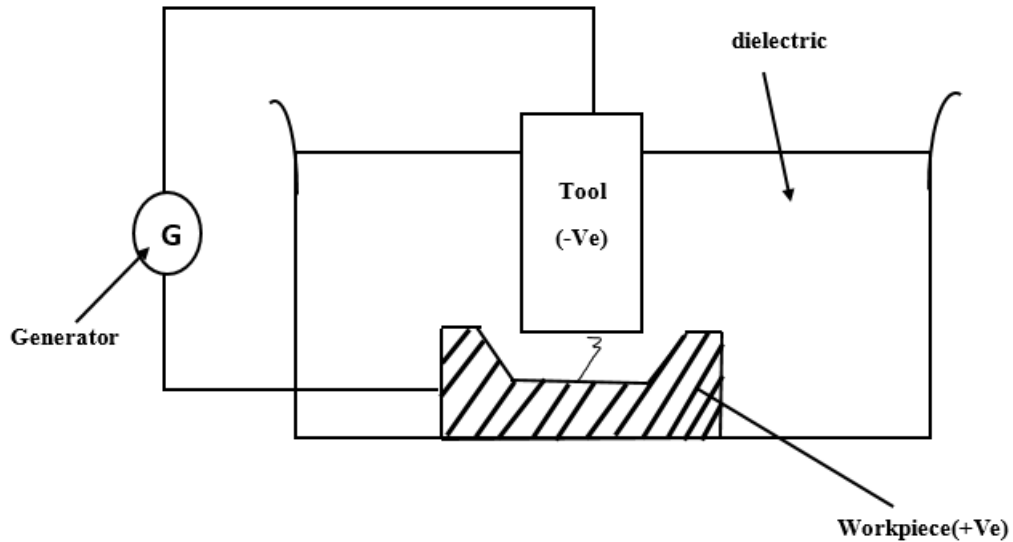 dielectric
Tool
(-Ve)
G
Generator
Workpiece(+Ve)